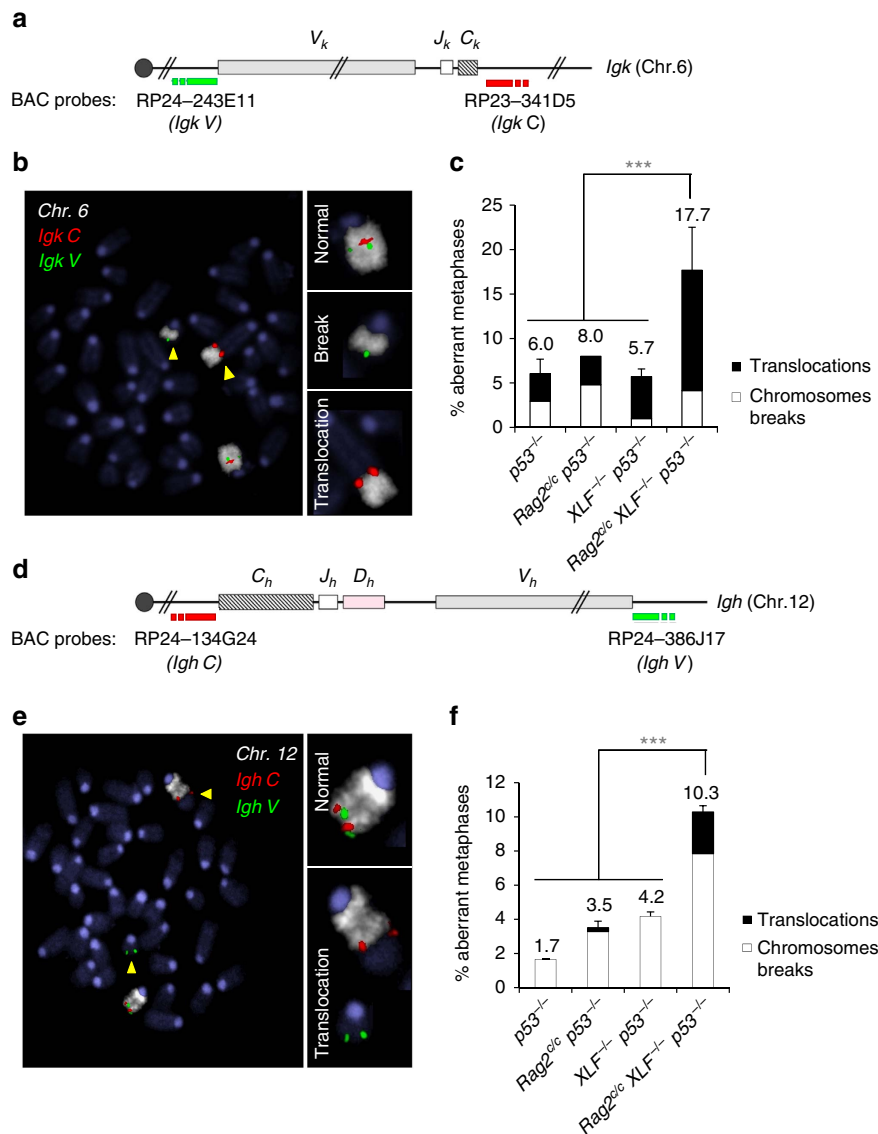 a
V_k
J_k C_k
Igk (Chr.6)
BAC probes: RP24–243E11 RP23–341D5
(Igk V) (Igk C)
b
Chr. 6
Igk C
Igk V
Normal
Break
Translocation
c
***
% aberrant metaphases
25
20
15
10
5
0
6.0
8.0
5.7
17.7
Translocations
Chromosomes
breaks
p53−/−
Rag2c/c p53−/−
XLF−/− p53−/−
Rag2c/c XLF−/− p53−/−
d
C_h J_h D_h V_h
Igh (Chr.12)
BAC probes: RP24–134G24 RP24–386J17
(Igh C) (Igh V)
e
Chr. 12
Igh C
Igh V
Normal
Translocation
f
***
% aberrant metaphases
12
10
8
6
4
2
0
1.7
3.5
4.2
10.3
Translocations
Chromosomes
breaks
p53−/−
Rag2c/c p53−/−
XLF−/− p53−/−
Rag2c/c XLF−/− p53−/−